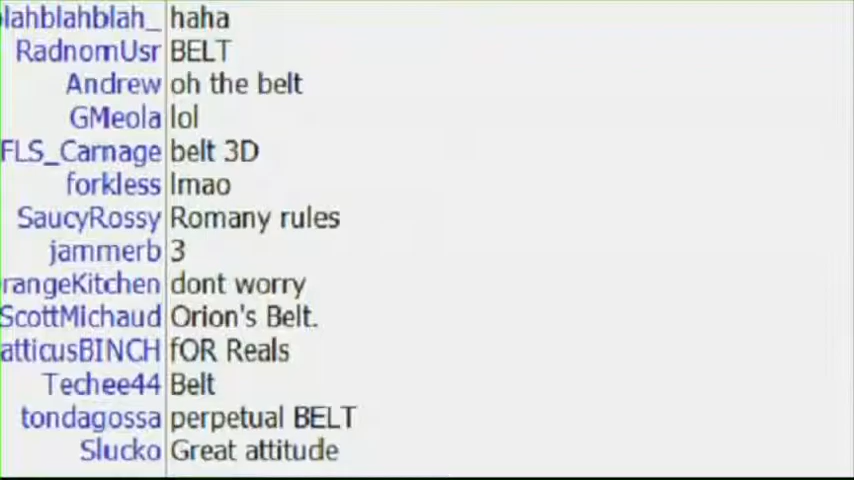 lahblahblah_ haha
RadnomUsr BELT
Andrew oh the belt
GMeola lol
FLS_Carnage belt 3D
forkless lmao
SaucyRossy Romany rules
jammerb 3
rangeKitchen dont worry
ScottMichaud Orion's Belt.
atticusBINCH fOR Reals
Techee44 Belt
tondagossa perpetual BELT
Slucko Great attitude